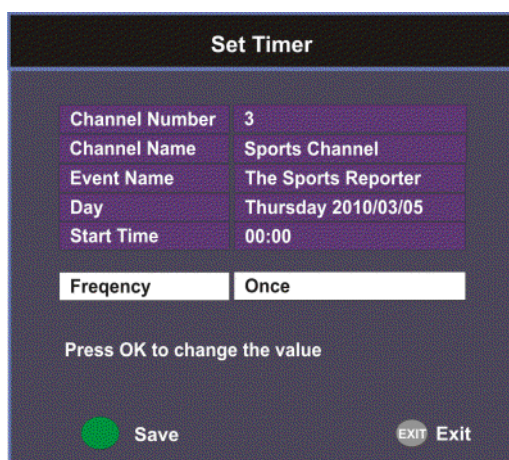 Set Timer
Channel Number 3
Channel Name Sports Channel
Event Name The Sports Reporter
Day Thursday 2010/03/05
Start Time 00:00
Freqency Once
Press OK to change the value
Save EXIT Exit